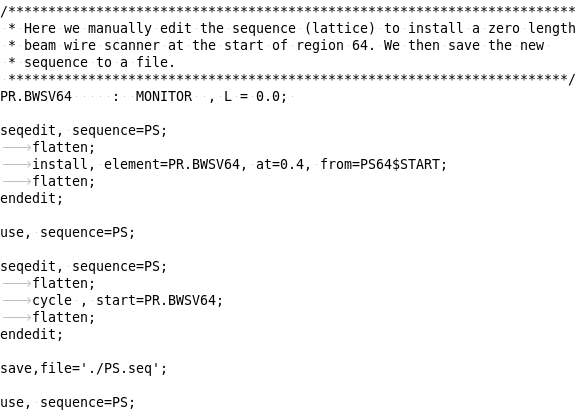 /***********************************************************************
 * Here we manually edit the sequence (lattice) to install a zero length
 * beam wire scanner at the start of region 64. We then save the new
 * sequence to a file.
 ***********************************************************************/
PR.BWSV64      :  MONITOR  , L = 0.0;

seqedit, sequence=PS;
	flatten;
	install, element=PR.BWSV64, at=0.4, from=PS64$START;
	flatten;
endedit;

use, sequence=PS;

seqedit, sequence=PS;
	flatten;
	cycle , start=PR.BWSV64;
	flatten;
endedit;

save,file='./PS.seq';

use, sequence=PS;